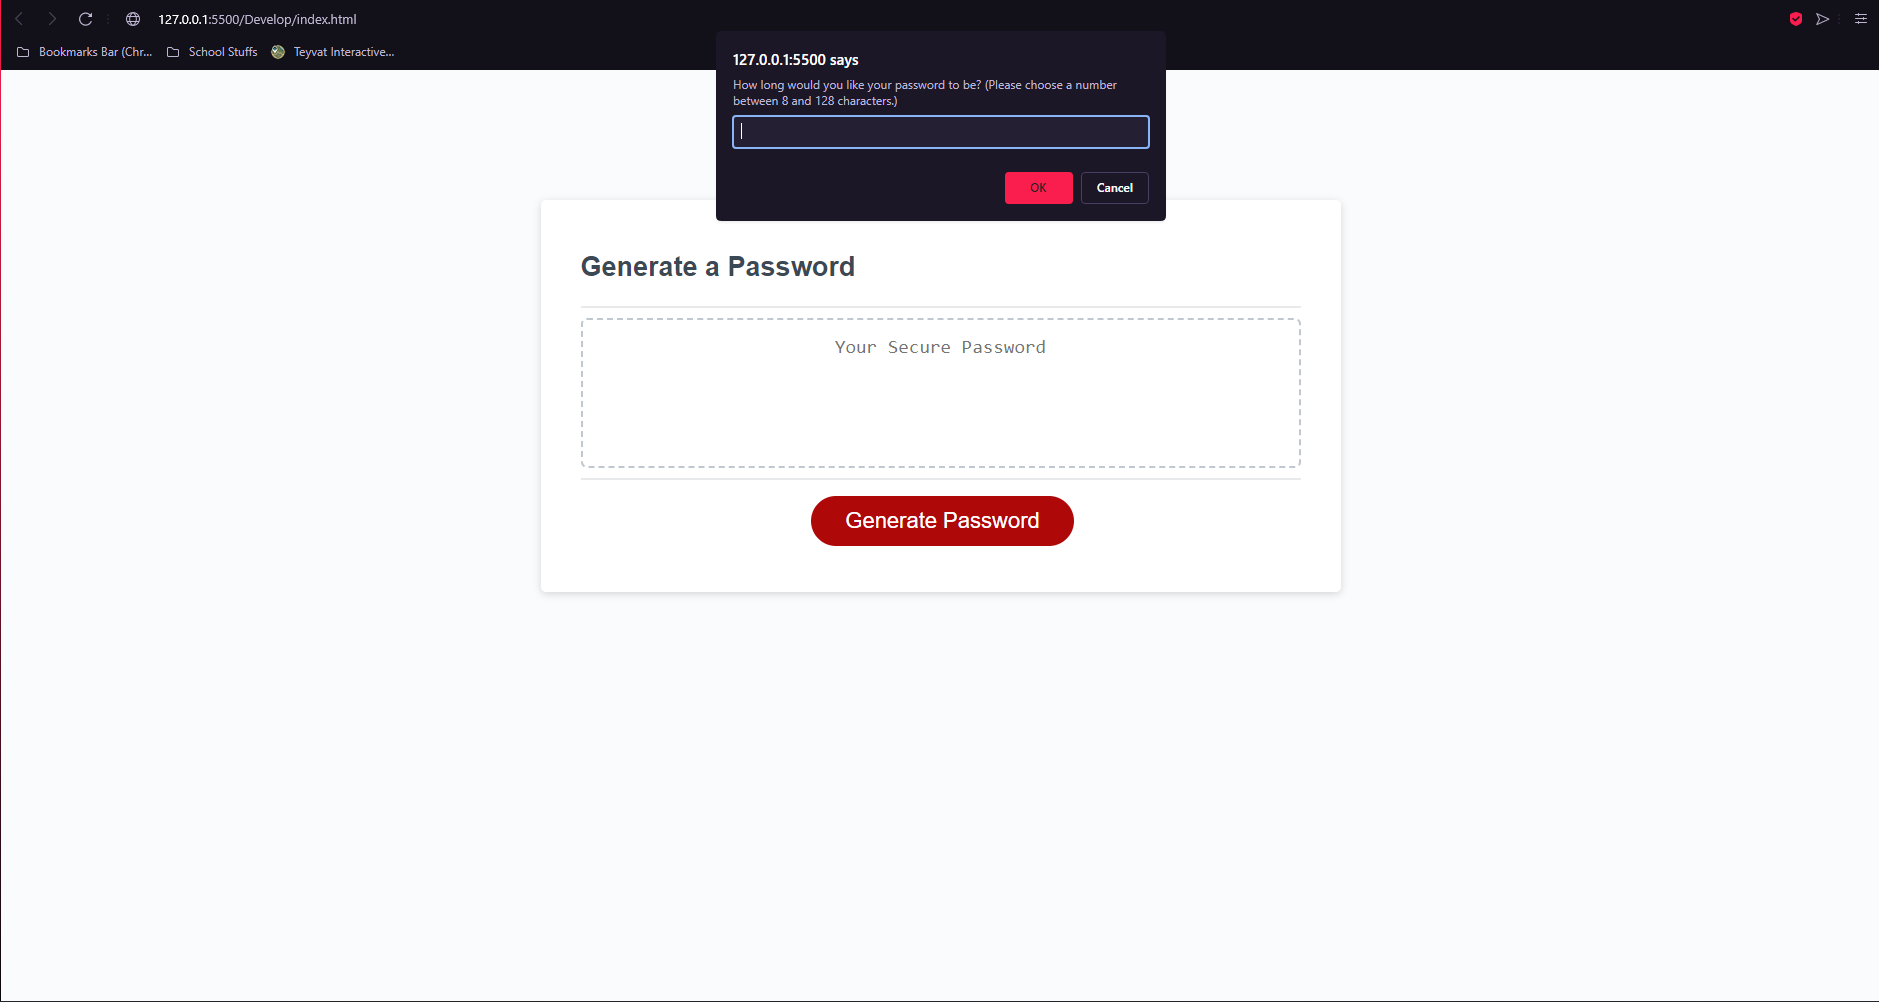 127.0.0.1:5500/Develop/index.html
Bookmarks Bar (Chr... School Stuffs Teyvat Interactive...
127.0.0.1:5500 says
How long would you like your password to be? (Please choose a number
between 8 and 128 characters.)
OK Cancel
Generate a Password
Your Secure Password
Generate Password